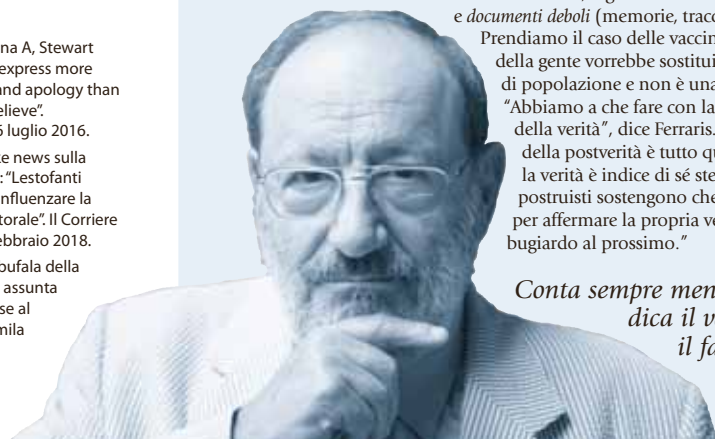 na A, Stewart
express more
and apology than
elieve”.
luglio 2016.
e news sulla
: “Lestofanti
nfluenzare la
torale”. Il Corriere
ebbraio 2018.
bufala della
assunta
se al
mila
e documenti deboli (memorie, tracc
Prendiamo il caso delle vaccin
della gente vorrebbe sostitui
di popolazione e non è una
“Abbiamo a che fare con la
della verità”, dice Ferraris.
della postverità è tutto qu
la verità è indice di sé ste
postruisti sostengono che
per affermare la propria ve
bugiardo al prossimo.”
Conta sempre men
dica il v
il fa